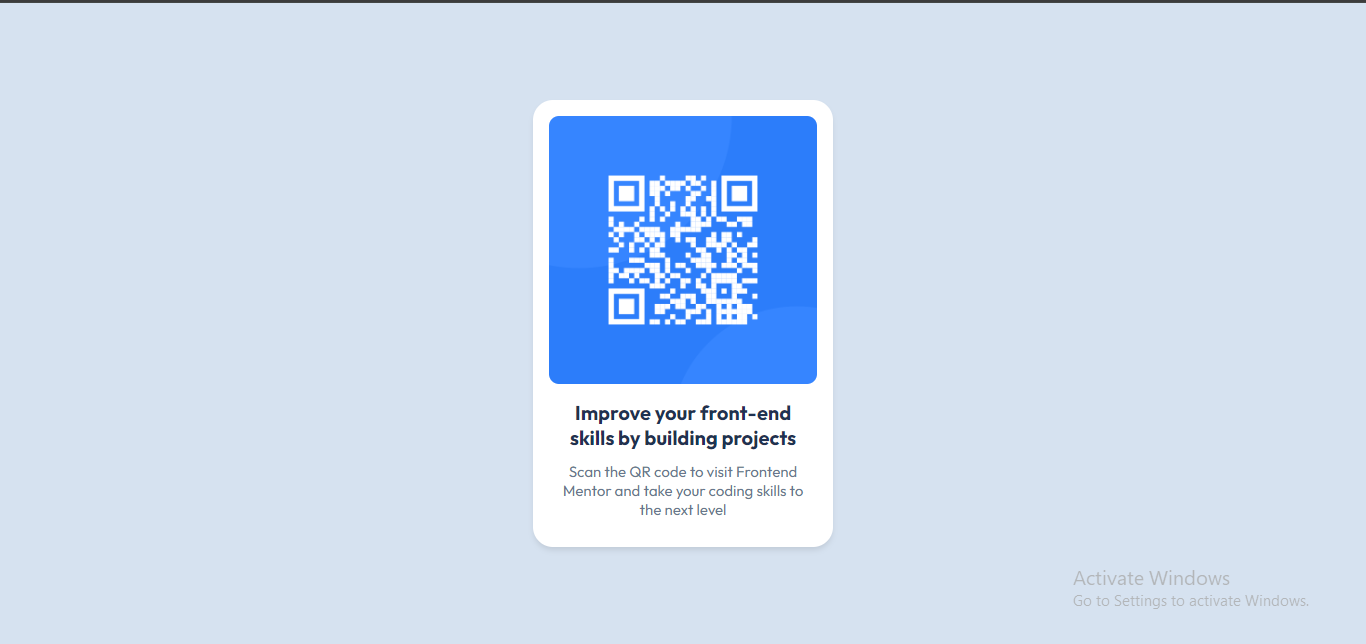 Improve your front-end
skills by building projects
Scan the QR code to visit Frontend
Mentor and take your coding skills to
the next level
Activate Windows
Go to Settings to activate Windows.